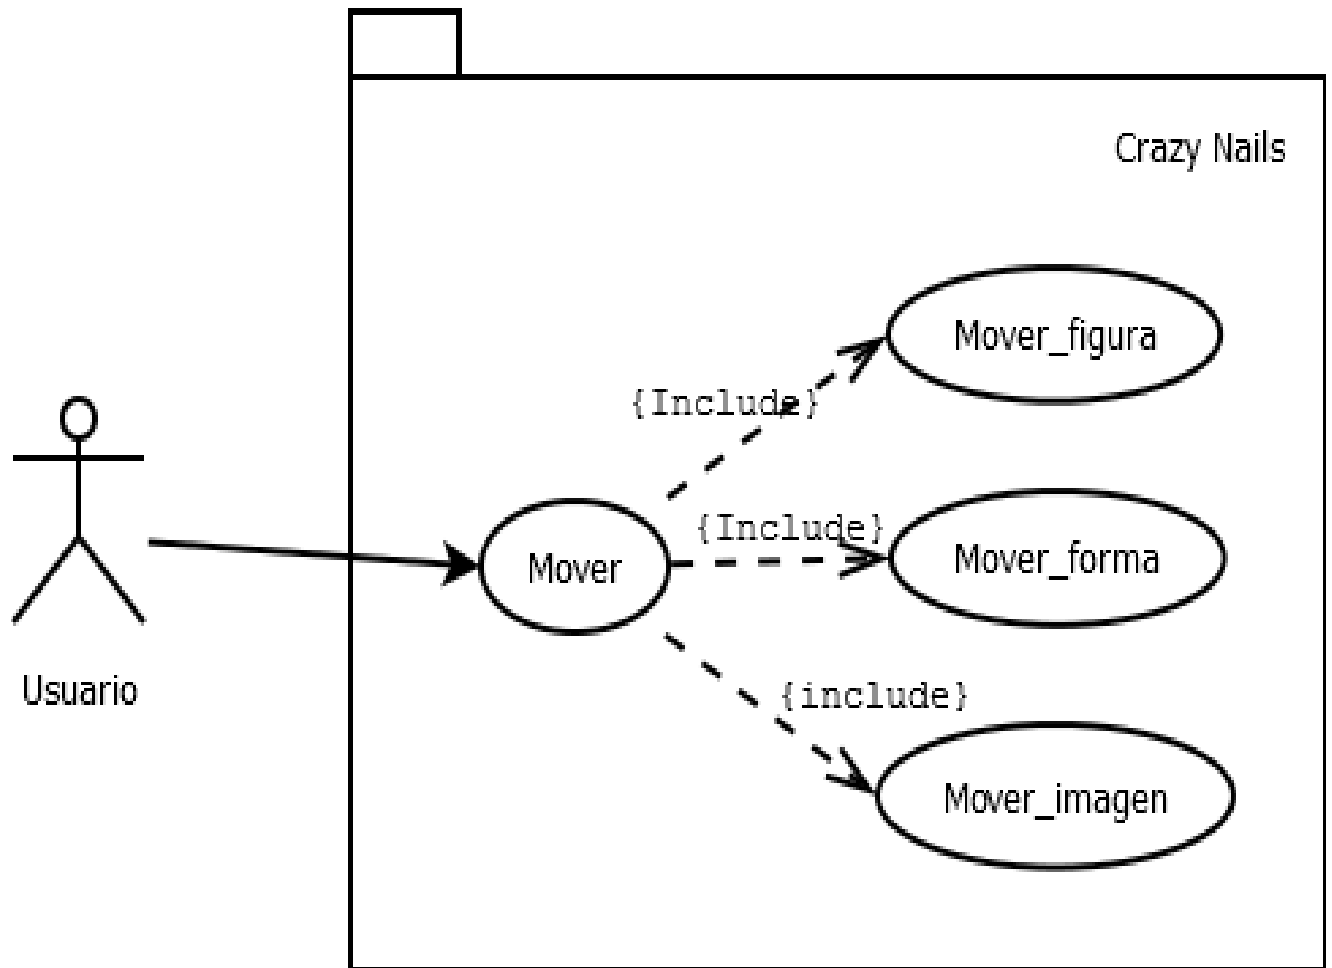 Crazy Nails
Mover_figura
{Include}
{Include}
Mover
Mover_forma
Usuario
{include}
Mover_imagen